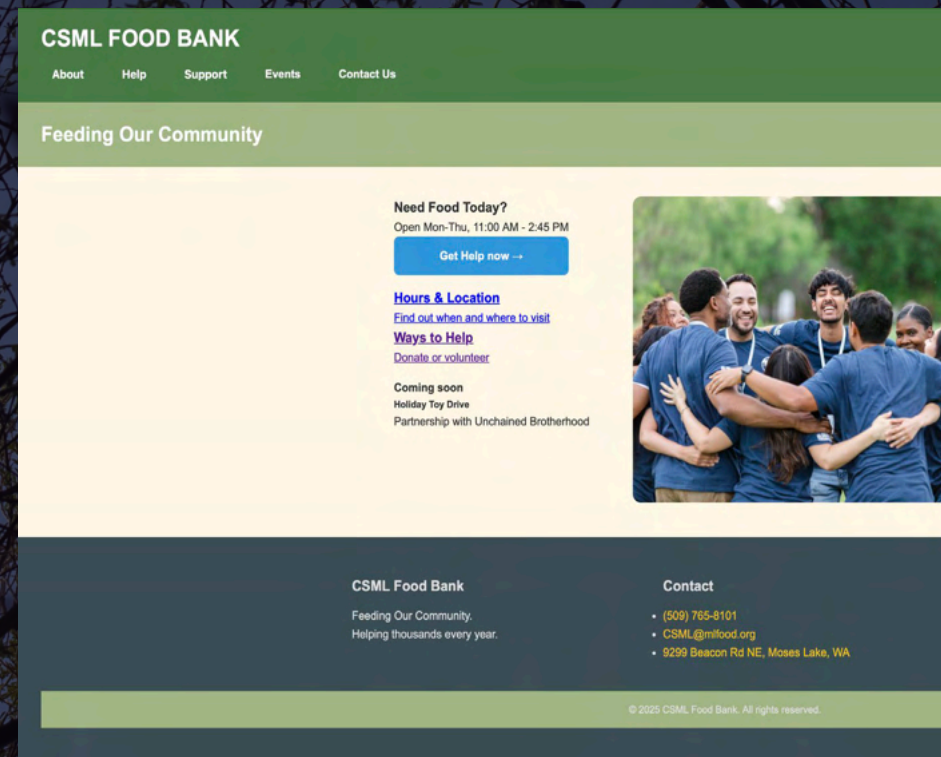 CSML FOOD BANK
About Help Support Events Contact Us
Feeding Our Community
Need Food Today?
Open Mon-Thu, 11:00 AM - 2:45 PM
Get Help now →
Hours & Location
Find out when and where to visit
Ways to Help
Donate or volunteer
Coming soon
Holiday Toy Drive
Partnership with Unchained Brotherhood
CSML Food Bank
Feeding Our Community.
Helping thousands every year.
Contact
• (509) 765-8101
• CSML@mlfood.org
• 9299 Beacon Rd NE, Moses Lake, WA
© 2025 CSML Food Bank. All rights reserved.